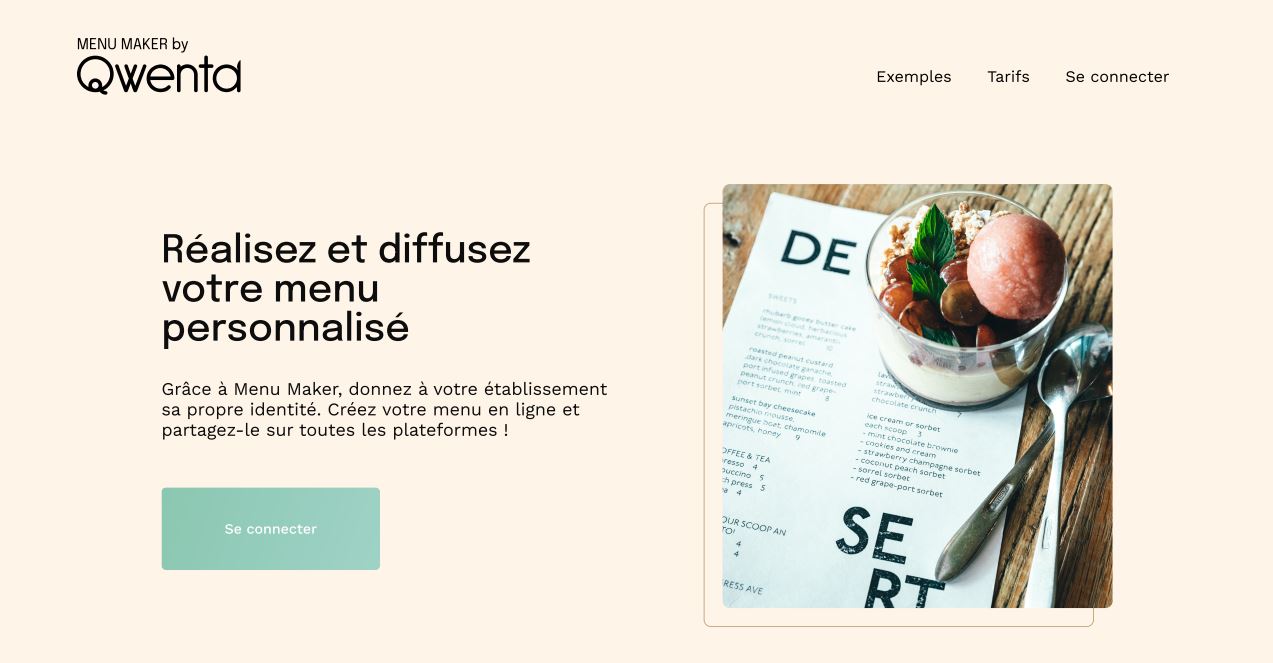 MENU MAKER by
Qwenta
Exemples
Tarifs
Se connecter
Réalisez et diffusez
votre menu
personnalisé
Grâce à Menu Maker, donnez à votre établissement
sa propre identité. Créez votre menu en ligne et
partagez-le sur toutes les plateformes !
Se connecter
DE
SWEETS
rhubarb gooey butter cake
lemon cloud, herbacious
strawberries, amaranth
crunch, sorrel 10
roasted peanut custard
dark chocolate ganache,
port infused grapes, toasted
peanut crunch, red grape-
port sorbet, mint 8
sunset bay cheesecake
pistachio mousse,
meringue boat, chamomile
apricots, honey 9
chocolate crunch 7
ice cream or sorbet
each scoop 3
- mint chocolate brownie
- cookies and cream
- strawberry champagne sorbet
- coconut peach sorbet
- sorrel sorbet
- red grape-port sorbet
OFFEE & TEA
resso 4
puccino 5
ch press 5
4
OUR SCOOP AN
TO!
4
4
RESS AVE
SE
RT